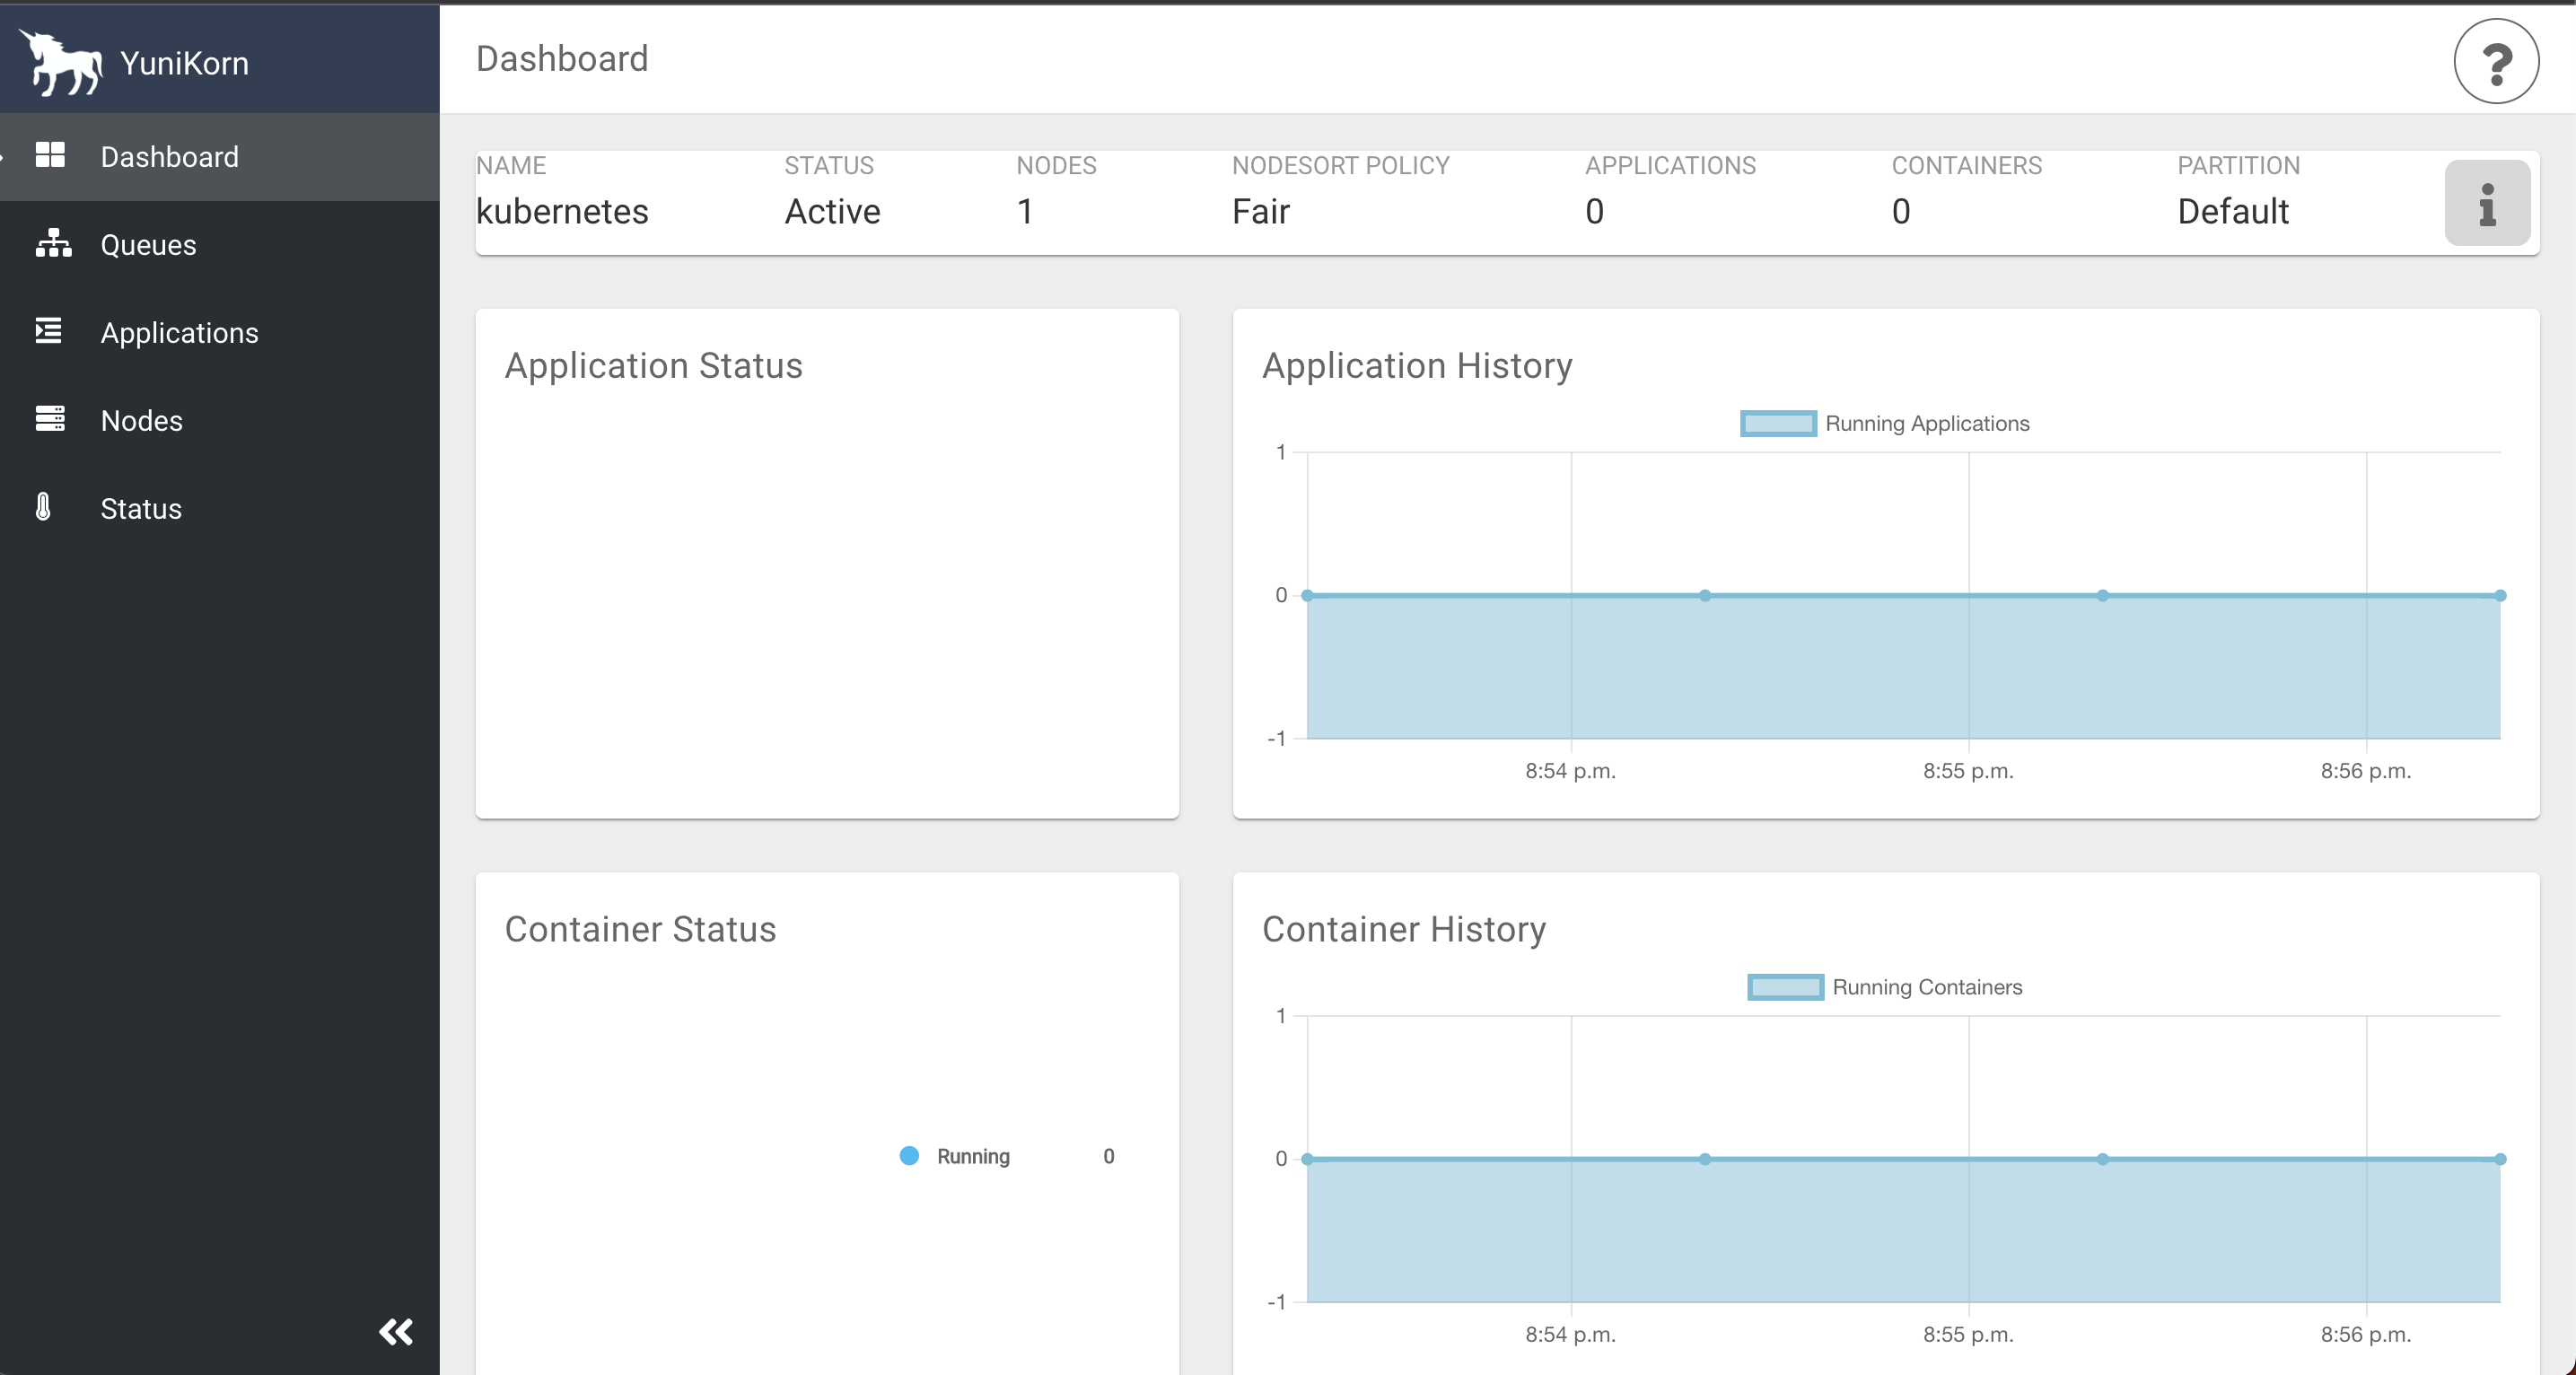 YuniKorn
Dashboard
Queues
Applications
Nodes
Status
Dashboard
?
NAME STATUS NODES NODESORT POLICY APPLICATIONS CONTAINERS PARTITION
kubernetes Active 1 Fair 0 0 Default
Application Status
Application History
Running Applications
1
0
-1
8:54 p.m. 8:55 p.m. 8:56 p.m.
Container Status
Running 0
Container History
Running Containers
1
0
-1
8:54 p.m. 8:55 p.m. 8:56 p.m.